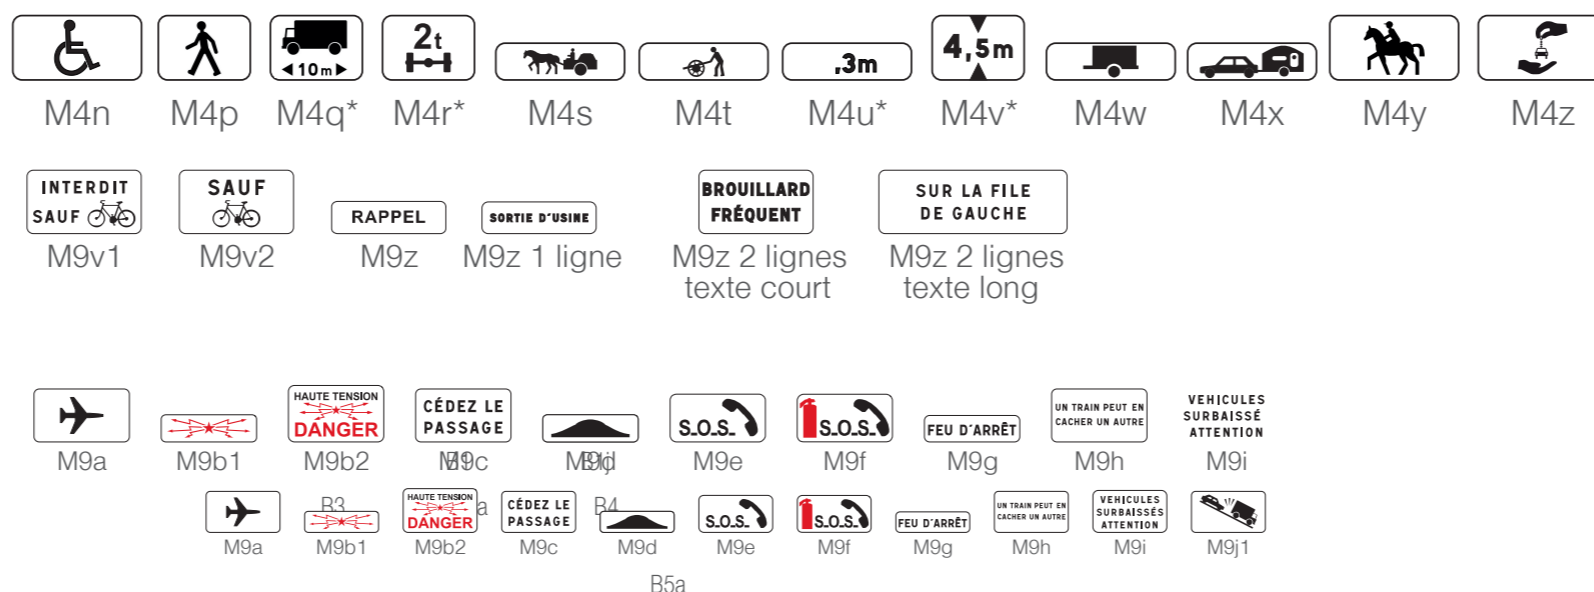 2t
10m
,3m
4,5m
M4n M4p M4q* M4r* M4s M4t M4u* M4v* M4w M4x M4y M4z
INTERDIT
SAUF
SAUF
RAPPEL
SORTIE D'USINE
BROUILLARD
FRÉQUENT
SUR LA FILE
DE GAUCHE
M9v1 M9v2 M9z M9z 1 ligne M9z 2 lignes M9z 2 lignes
texte court texte long
HAUTE TENSION
DANGER
CÉDEZ LE
PASSAGE
S.O.S.
S.O.S.
FEU D'ARRÊT
UN TRAIN PEUT EN
CACHER UN AUTRE
VEHICULES
SURBAISSÉ
ATTENTION
M9a M9b1 M9b2 M9c M9d M9e M9f M9g M9h M9i
B3 a B4
HAUTE TENSION
DANGER
CÉDEZ LE
PASSAGE
S.O.S.
S.O.S.
FEU D'ARRÊT
UN TRAIN PEUT EN
CACHER UN AUTRE
VEHICULES
SURBAISSÉS
ATTENTION
M9a M9b1 M9b2 M9c M9d M9e M9f M9g M9h M9i M9j1
B5a